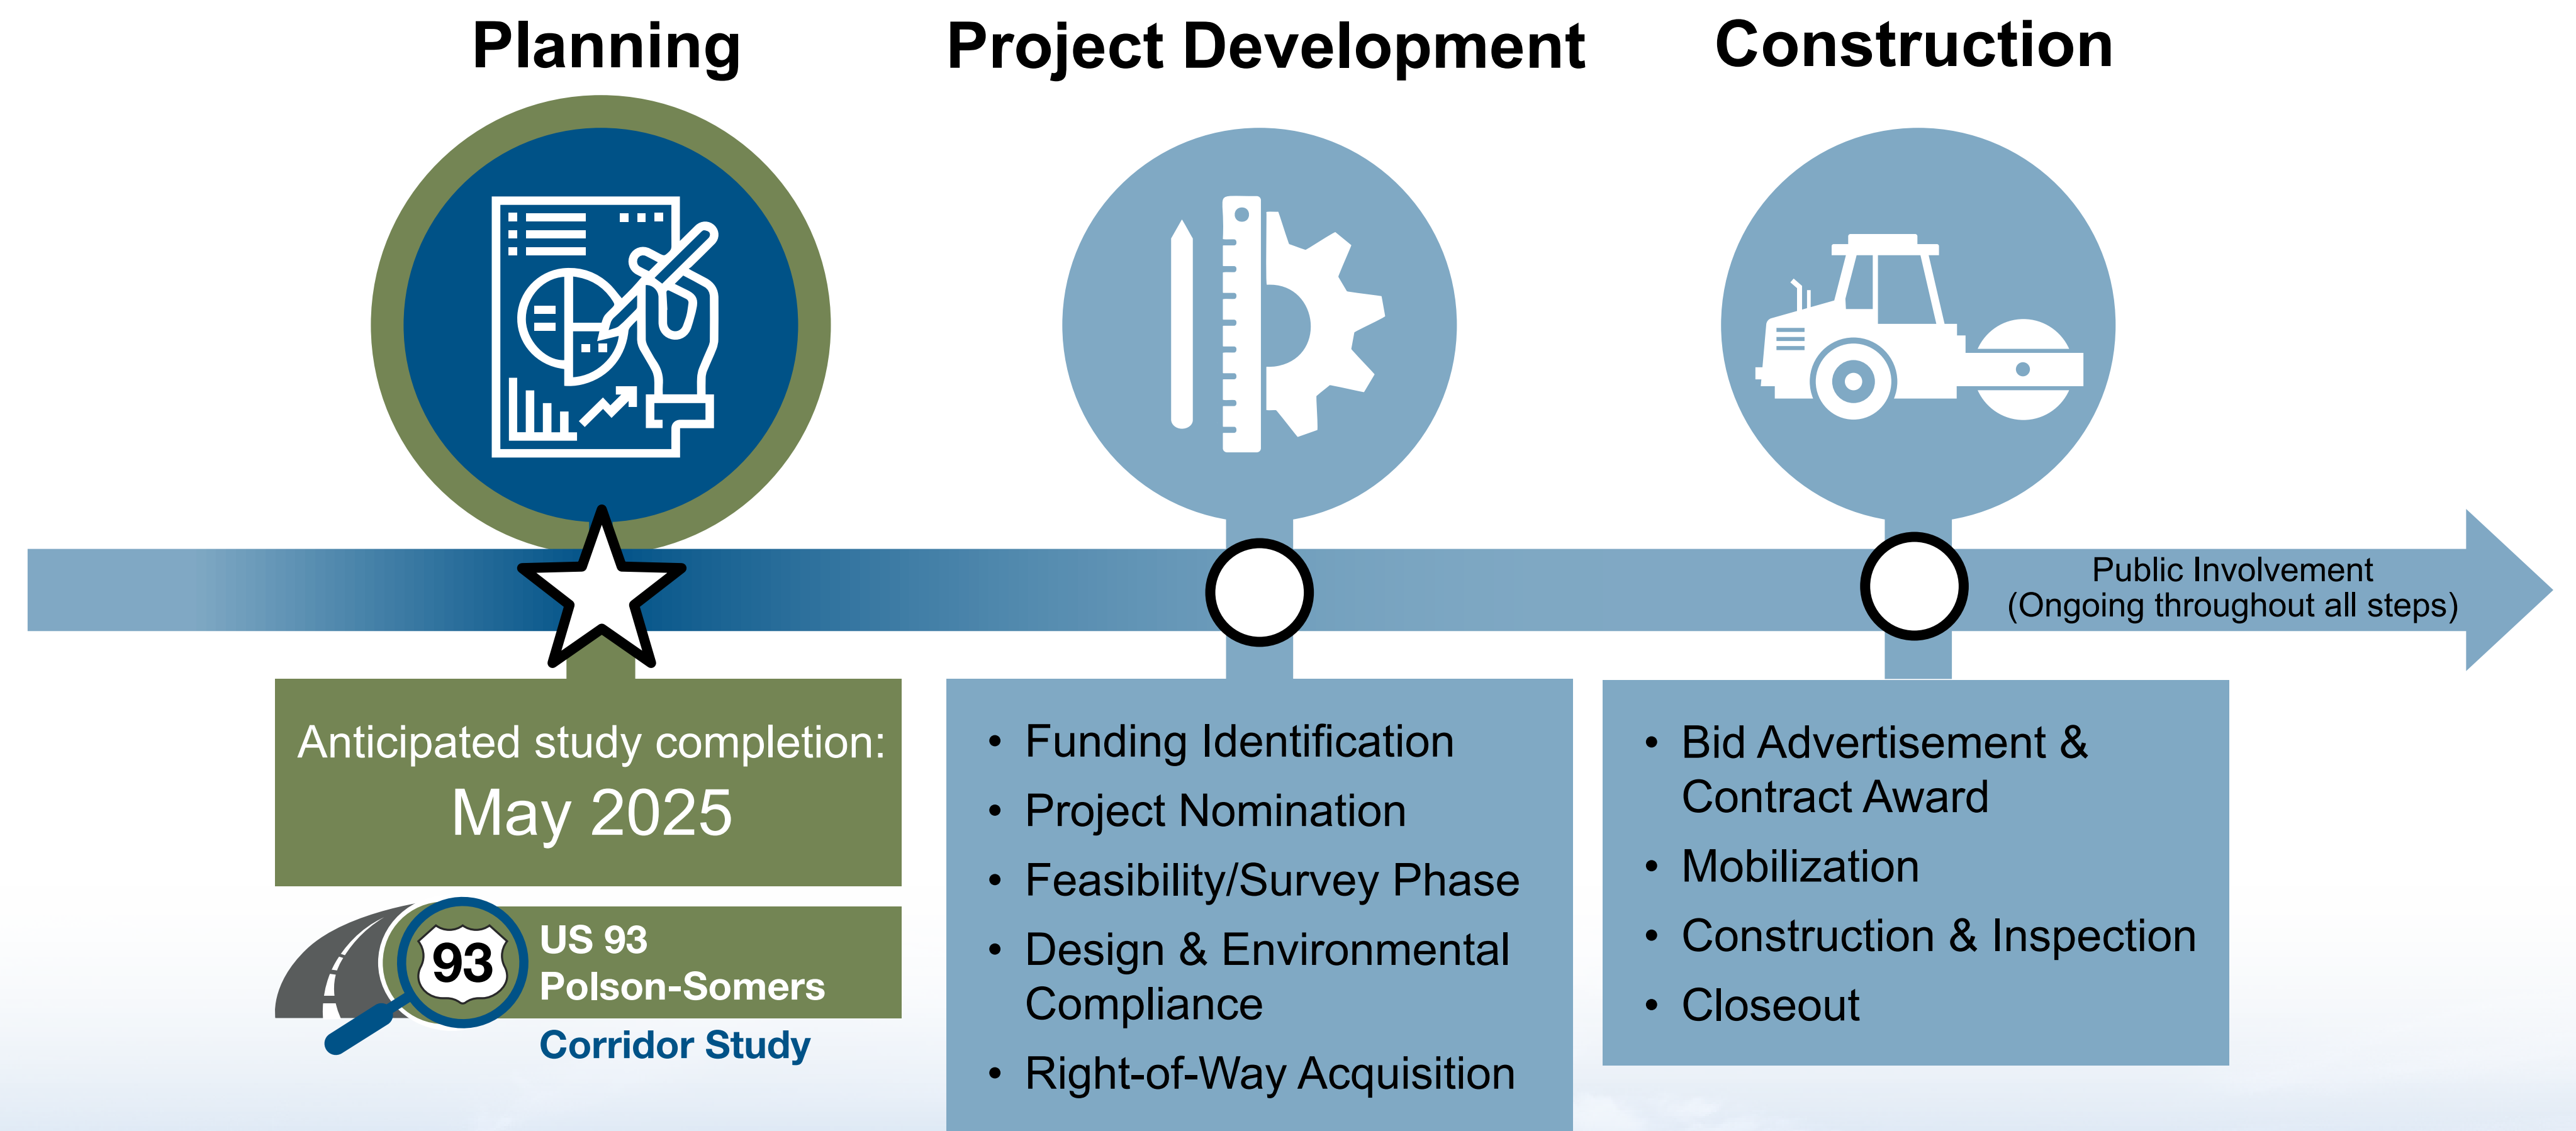 Planning
Project Development
Construction
Public Involvement
(Ongoing throughout all steps)
Anticipated study completion:
May 2025
93
US 93
Polson-Somers
Corridor Study
• Funding Identification
• Project Nomination
• Feasibility/Survey Phase
• Design & Environmental
Compliance
• Right-of-Way Acquisition
• Bid Advertisement &
Contract Award
• Mobilization
• Construction & Inspection
• Closeout